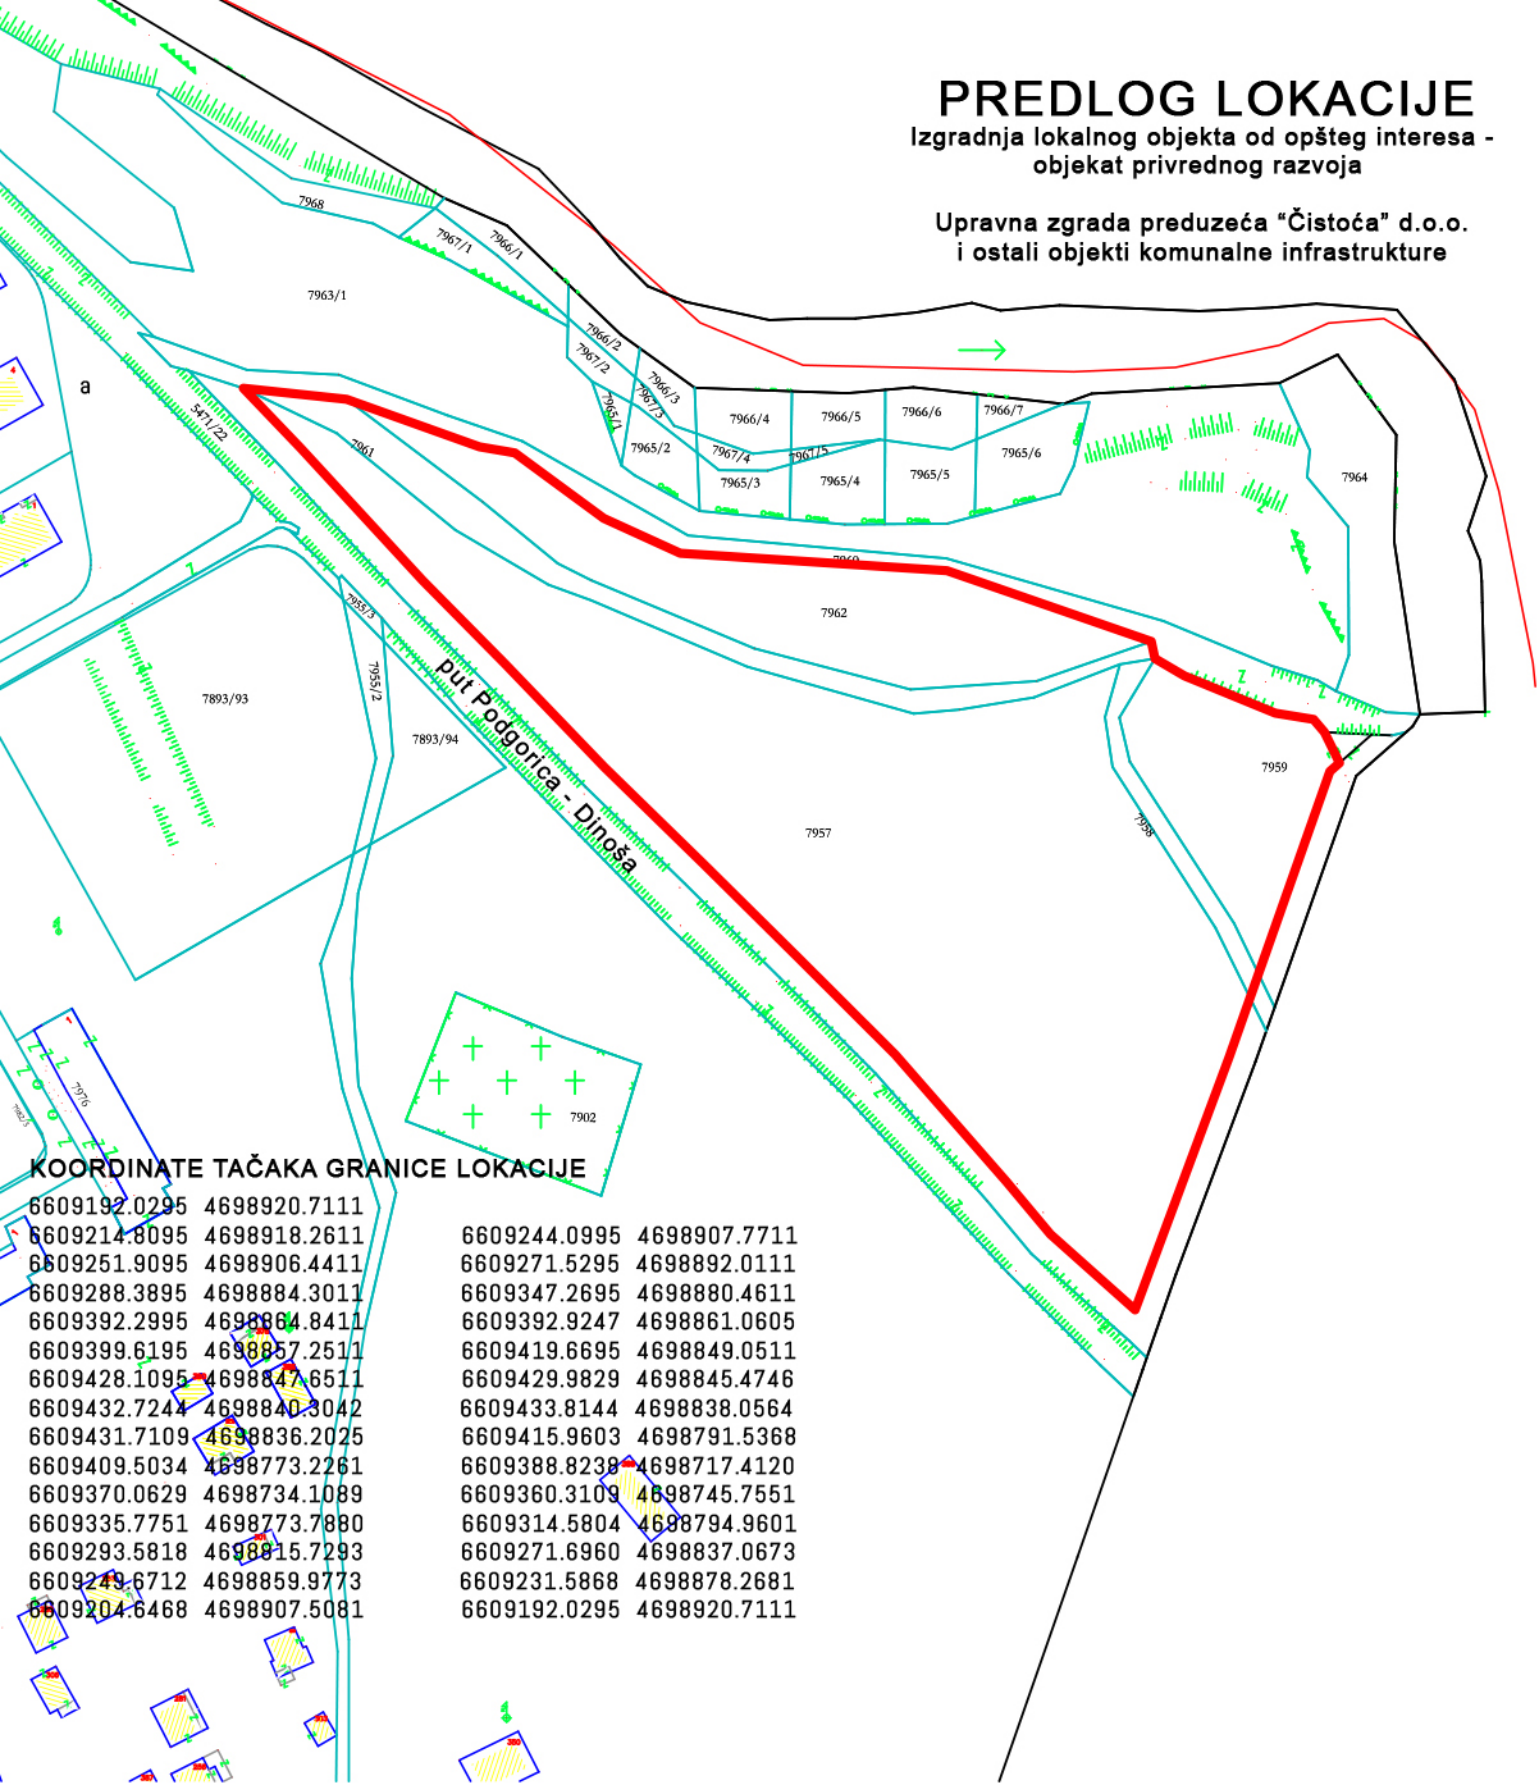 PREDLOG LOKACIJE
Izgradnja lokalnog objekta od opšteg interesa -
objekat privrednog razvoja
Upravna zgrada preduzeća “Čistoća” d.o.o.
i ostali objekti komunalne infrastrukture
7968
7967/1
7966/1
7963/1
7966/2
7967/2
7966/3
7967/3
7965/1
a
5471/22
7961
7966/4
7966/5
7966/6
7966/7
7965/2
7967/4
7967/5
7965/6
7965/3
7965/4
7965/5
7964
7960
7962
7955/3
7955/2
7893/93
7893/94
put Podgorica - Dinoša
7959
7957
7958
7976
7902
KOORDINATE TAČAKA GRANICE LOKACIJE
6609192.0295 4698920.7111
6609214.8095 4698918.2611 6609244.0995 4698907.7711
6609251.9095 4698906.4411 6609271.5295 4698892.0111
6609288.3895 4698884.3011 6609347.2695 4698880.4611
6609392.2995 4698864.8411 6609392.9247 4698861.0605
6609399.6195 4698857.2511 6609419.6695 4698849.0511
6609428.1095 4698847.6511 6609429.9829 4698845.4746
6609432.7244 4698840.3042 6609433.8144 4698838.0564
6609431.7109 4698836.2025 6609415.9603 4698791.5368
6609409.5034 4698773.2261 6609388.8239 4698717.4120
6609370.0629 4698734.1089 6609360.3109 4698745.7551
6609335.7751 4698773.7880 6609314.5804 4698794.9601
6609293.5818 4698815.7293 6609271.6960 4698837.0673
6609249.6712 4698859.9773 6609231.5868 4698878.2681
6609204.6468 4698907.5081 6609192.0295 4698920.7111